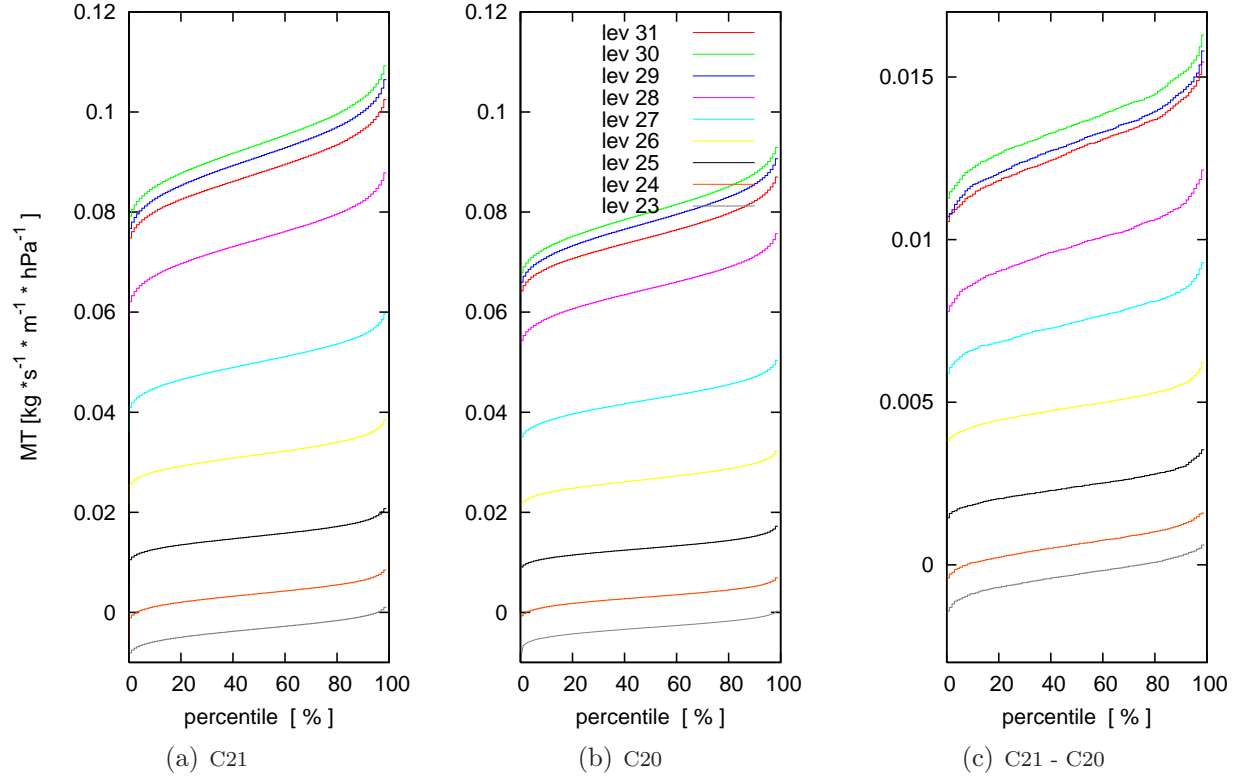 MT [kg *s⁻¹ * m⁻¹ * hPa⁻¹]
0.12
0.1
0.08
0.06
0.04
0.02
0
0 20 40 60 80 100
percentile [ % ]
(a) C21
0.12
0.1
0.08
0.06
0.04
0.02
0
lev 31
lev 30
lev 29
lev 28
lev 27
lev 26
lev 25
lev 24
lev 23
0 20 40 60 80 100
percentile [ % ]
(b) C20
0.015
0.01
0.005
0
0 20 40 60 80 100
percentile [ % ]
(c) C21 - C20